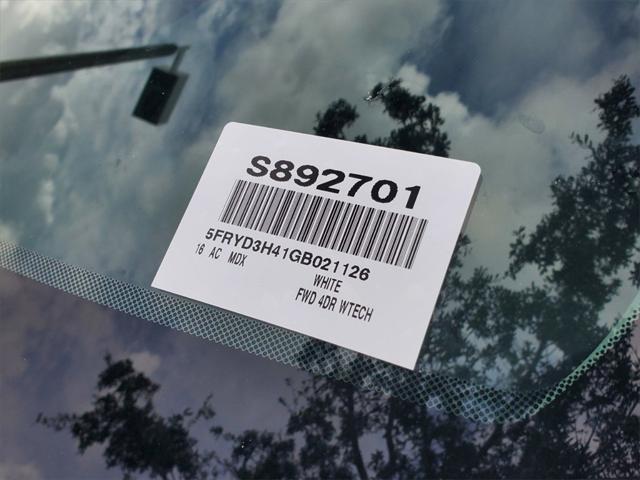 S892701
5FRYD3H41GB021126
16 AC MDX
WHITE
FWD 4DR WTECH